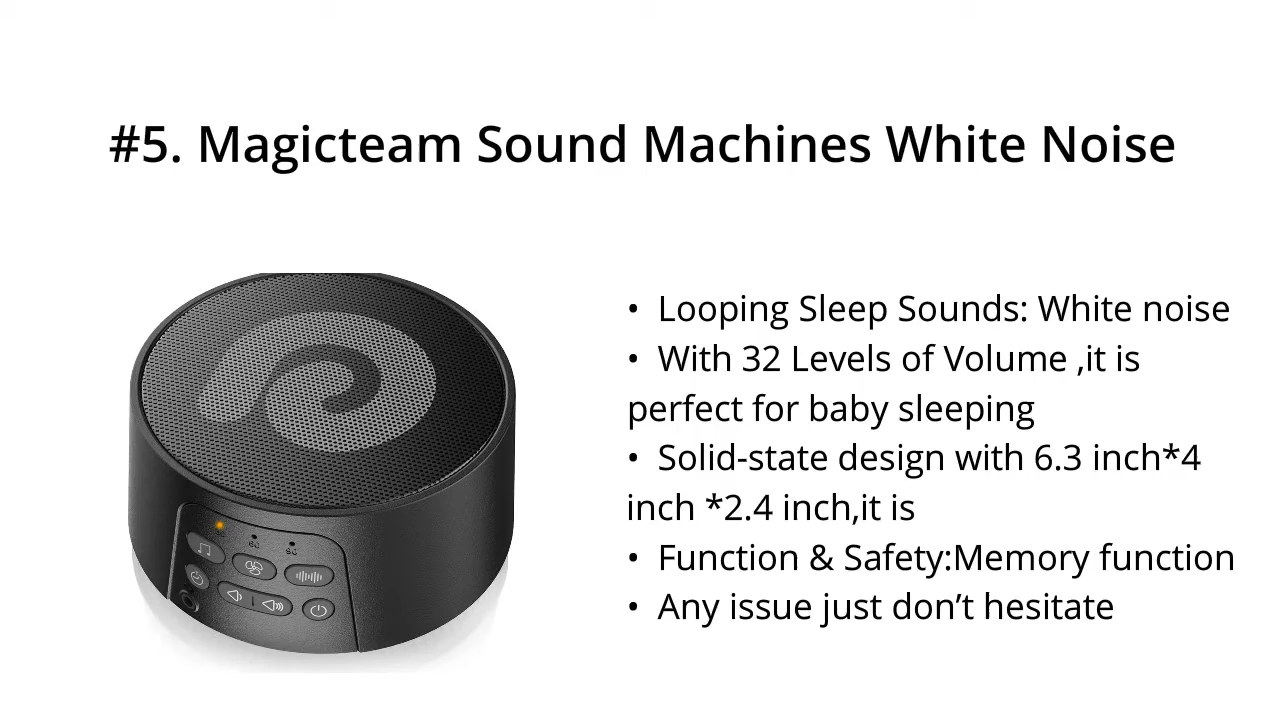 #5. Magicteam Sound Machines White Noise
• Looping Sleep Sounds: White noise
• With 32 Levels of Volume ,it is
perfect for baby sleeping
• Solid-state design with 6.3 inch*4
inch *2.4 inch,it is
• Function & Safety:Memory function
• Any issue just don’t hesitate